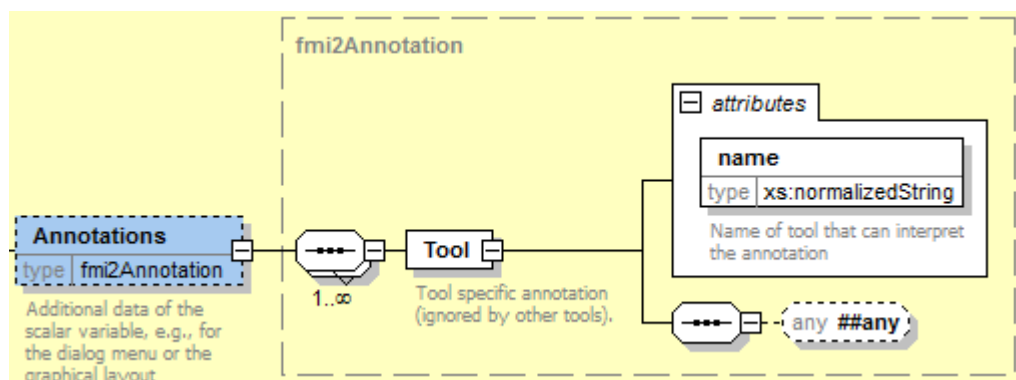 fmi2Annotation
attributes
name
type xs:normalizedString
Name of tool that can interpret
the annotation
Annotations
type fmi2Annotation
Additional data of the
scalar variable, e.g., for
the dialog menu or the
graphical layout
1..∞
Tool
Tool specific annotation
(ignored by other tools).
any ##any